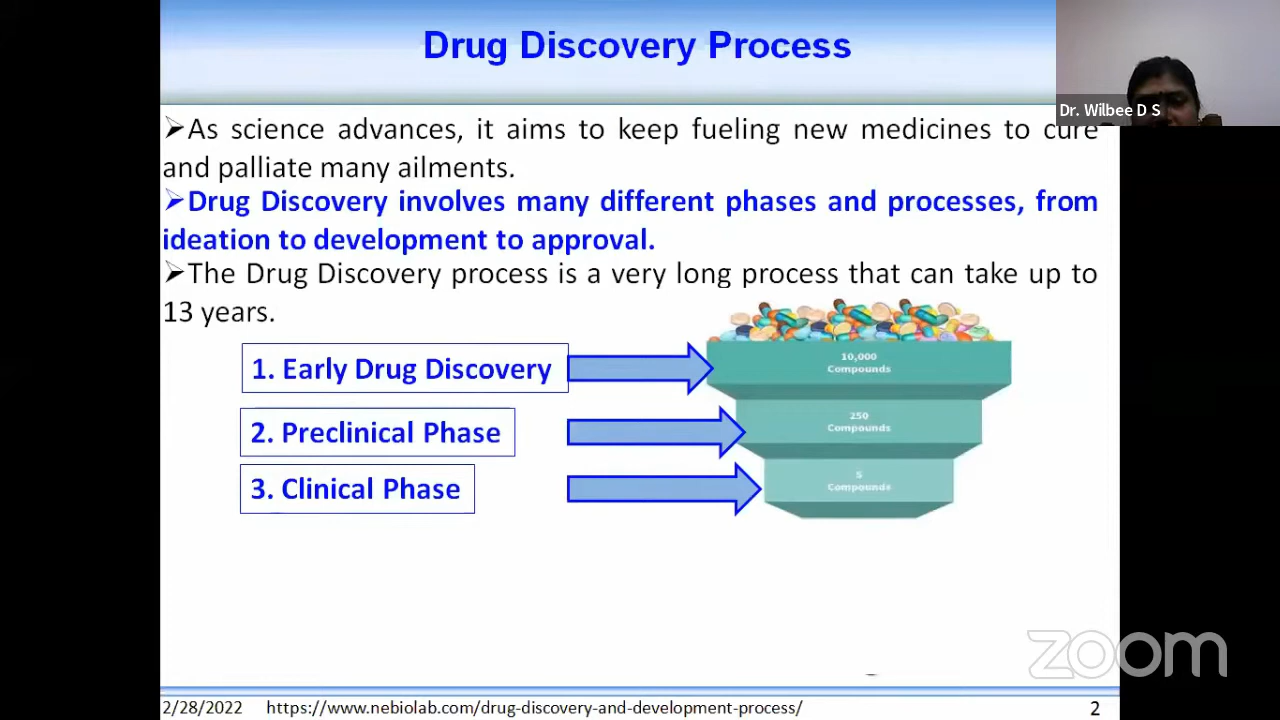 Drug Discovery Process
Dr. Wilbee D S
➢As science advances, it aims to keep fueling new medicines to cure
and palliate many ailments.
➢Drug Discovery involves many different phases and processes, from
ideation to development to approval.
➢The Drug Discovery process is a very long process that can take up to
13 years.
1. Early Drug Discovery
10,000
Compounds
2. Preclinical Phase
250
Compounds
3. Clinical Phase
5
Compounds
zoom
2/28/2022 https://www.nebiolab.com/drug-discovery-and-development-process/ 2